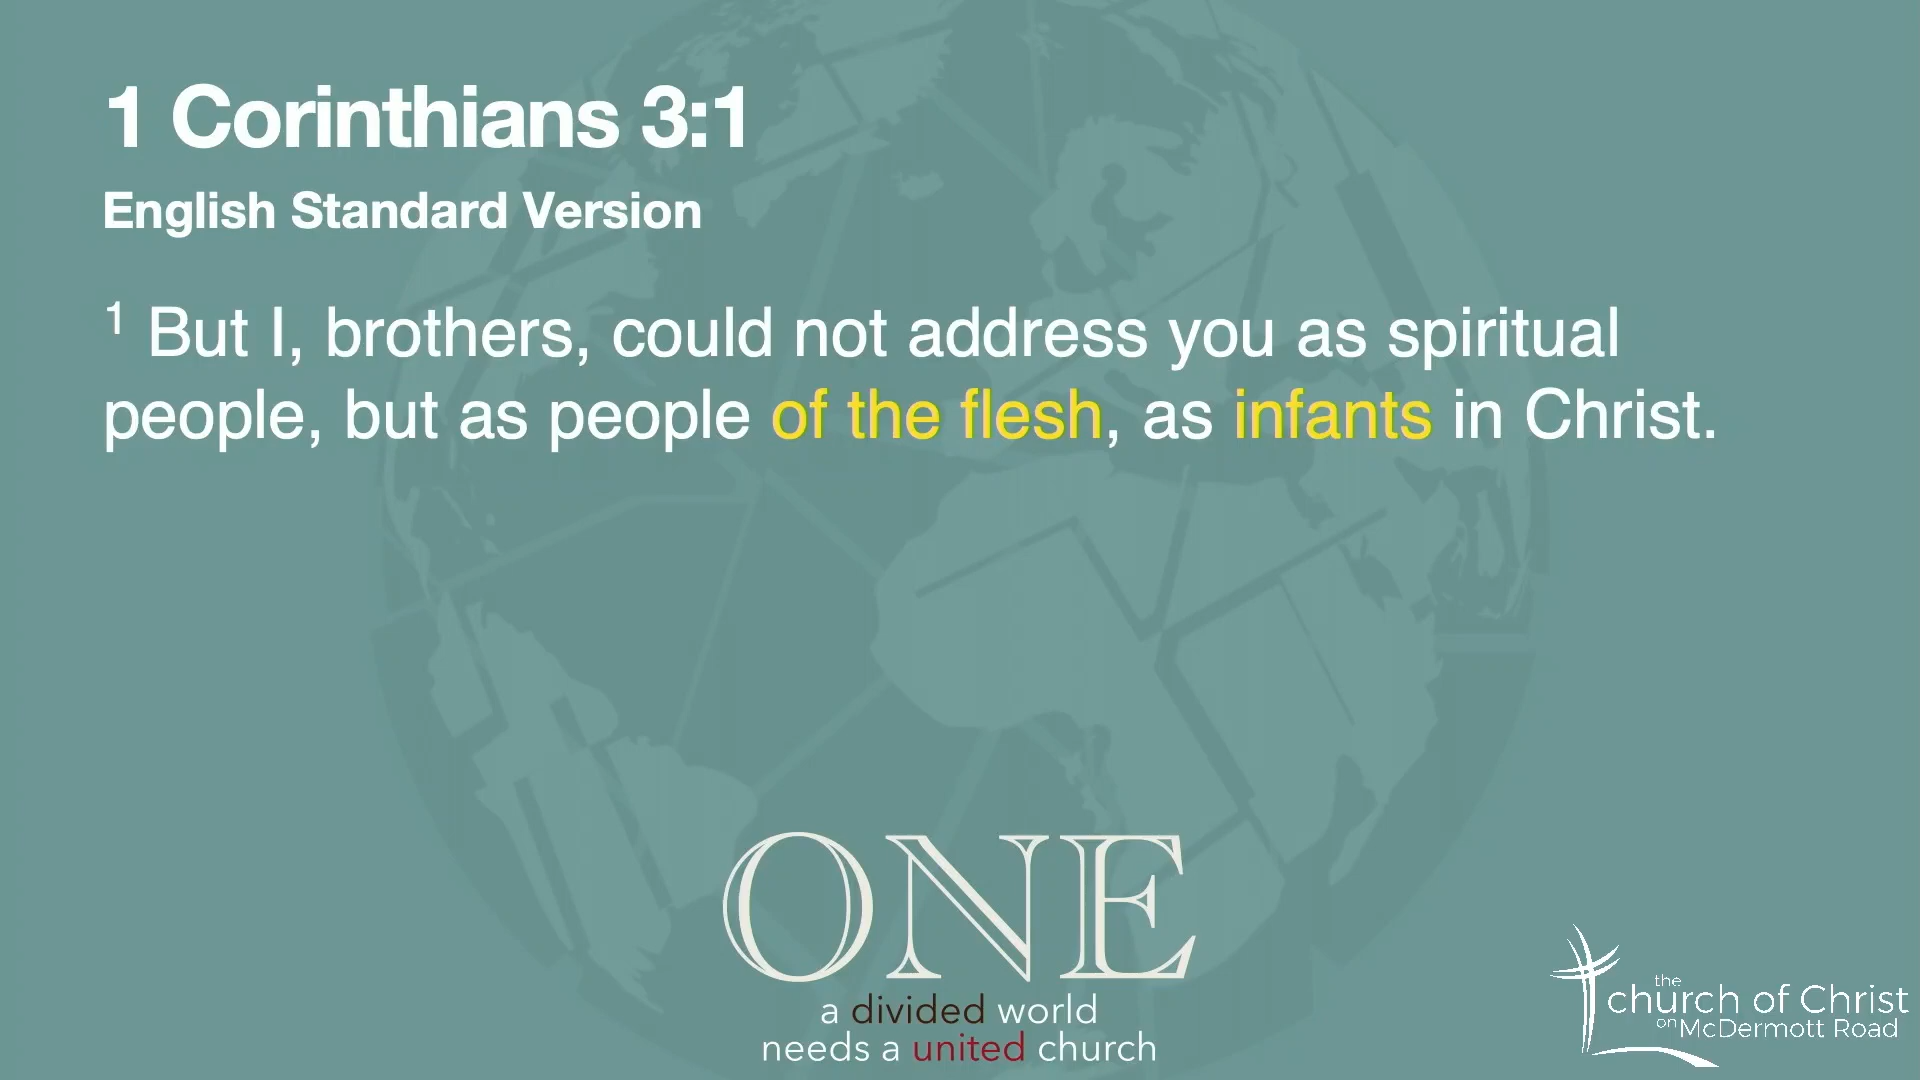 1 Corinthians 3:1
English Standard Version
1 But I, brothers, could not address you as spiritual
people, but as people of the flesh, as infants in Christ.
ONE
a divided world
needs a united church
the
church of Christ
on McDermott Road